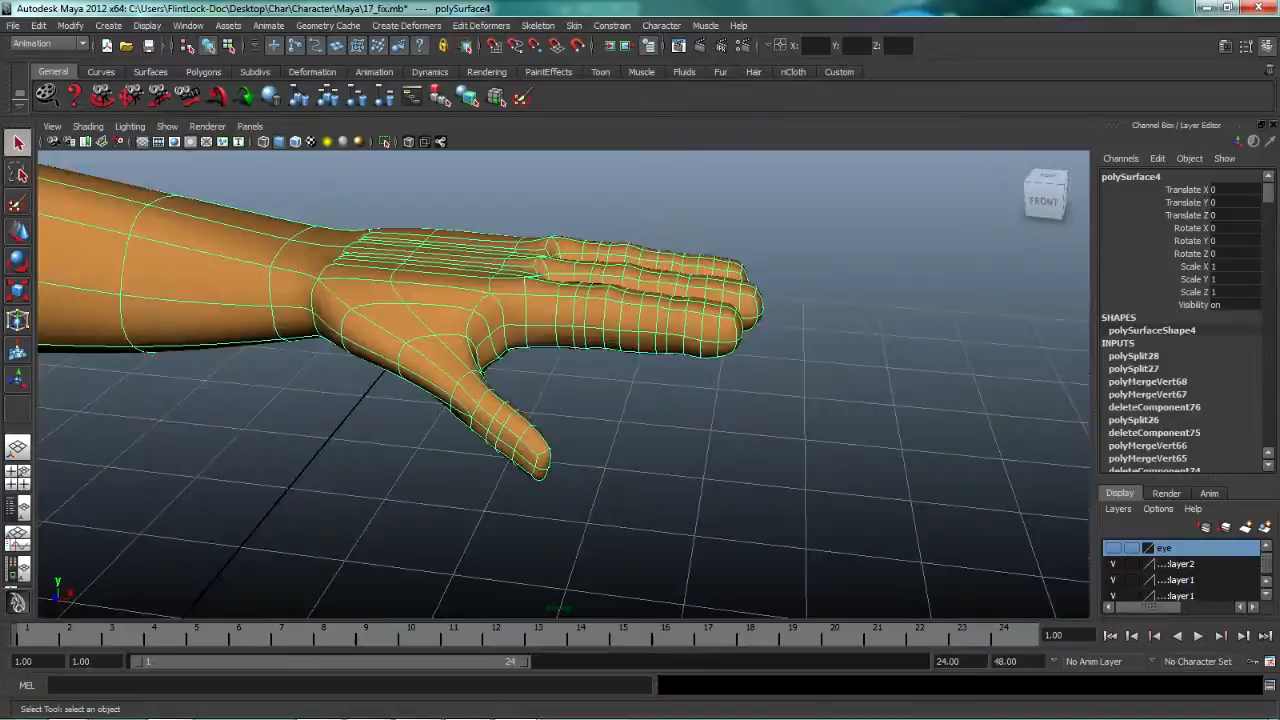 Autodesk Maya 2012 x64: C:\Users\FlintLock-Doc\Desktop\Char\Character\Maya\17_fix.mb* --- polySurface4
File Edit Modify Create Display Window Assets Animate Geometry Cache Create Deformers Edit Deformers Skeleton Skin Constrain Character Muscle Help
Animation X: Y: Z:
General Curves Surfaces Polygons Subdivs Deformation Animation Dynamics Rendering PaintEffects Toon Muscle Fluids Fur Hair nCloth Custom
View Shading Lighting Show Renderer Panels
Channel Box / Layer Editor
Channels Edit Object Show
polySurface4
Translate X 0
Translate Y 0
Translate Z 0
Rotate X 0
Rotate Y 0
Rotate Z 0
Scale X 1
Scale Y 1
Scale Z 1
Visibility on
SHAPES
polySurfaceShape4
INPUTS
polySplit28
polySplit27
polyMergeVert68
polyMergeVert67
deleteComponent76
polySplit26
deleteComponent75
polyMergeVert66
polyMergeVert65
deleteComponent74
FRONT
Display Render Anim
Layers Options Help
eye
V ...:layer2
V ...:layer1
V ...:layer1
y
x
1 2 3 4 5 6 7 8 9 10 11 12 13 14 15 16 17 18 19 20 21 22 23 24 1.00
1.00 1.00 1 24 24.00 48.00 No Anim Layer No Character Set
MEL
Select Tool: select an object